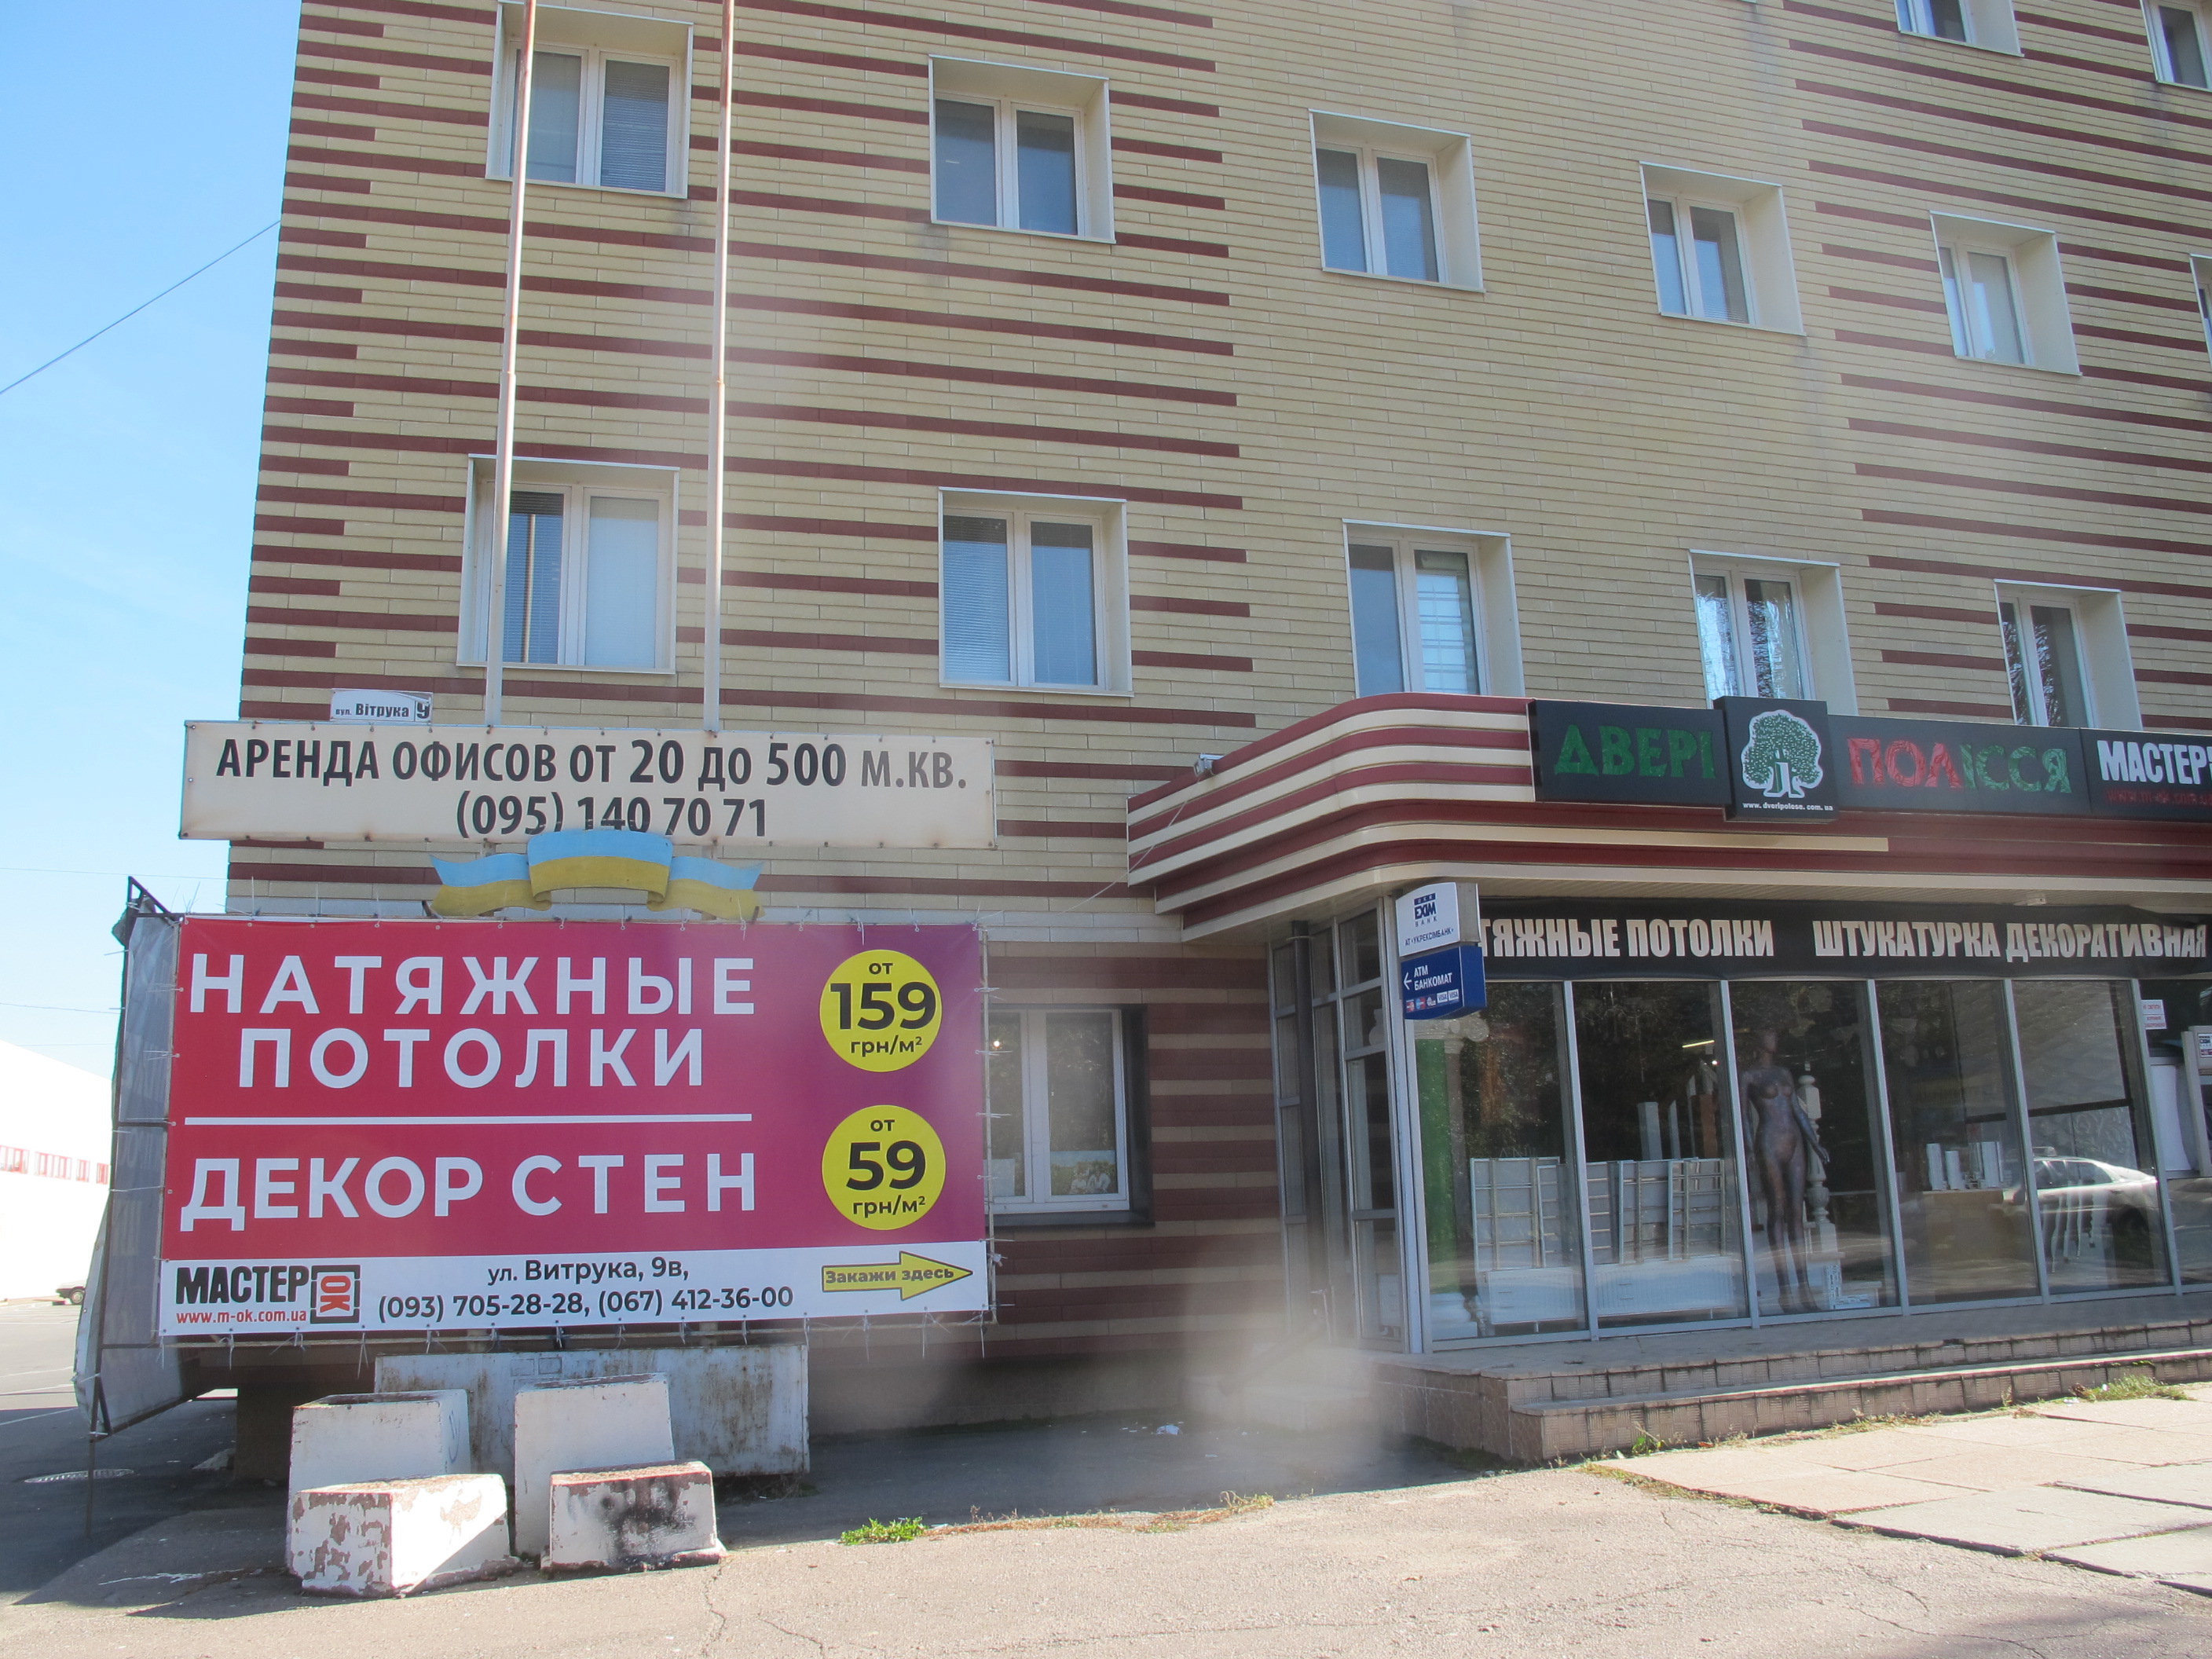 вул. Вітрука 9
АРЕНДА ОФИСОВ ОТ 20 ДО 500 М.КВ.
(095) 140 70 71
НАТЯЖНЫЕ
ПОТОЛКИ
ОТ
159
грн/м²
ДЕКОР СТЕН
ОТ
59
грн/м²
МАСТЕР ОК
www.m-ok.com.ua
ул. Витрука, 9в,
(093) 705-28-28, (067) 412-36-00
Закажи здесь
ДВЕРІ
www.dveripolese.com.ua
ПОЛІССЯ
МАСТЕР
EXIM
BANK
АТ «УКРЕКСІМБАНК»
ATM
БАНКОМАТ
ТЯЖНЫЕ ПОТОЛКИ ШТУКАТУРКА ДЕКОРАТИВНАЯ